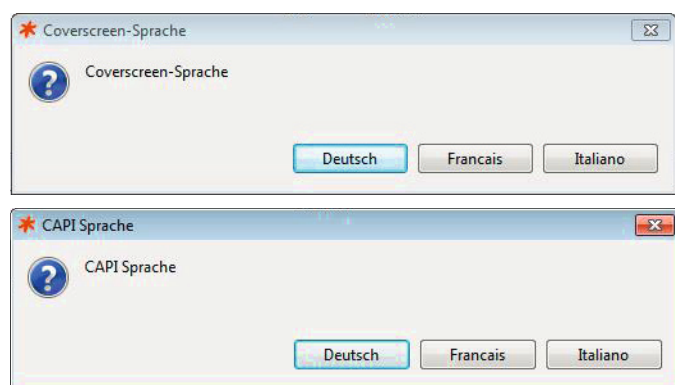 Coverscreen-Sprache
Coverscreen-Sprache
Deutsch Francais Italiano
CAPI Sprache
CAPI Sprache
Deutsch Francais Italiano